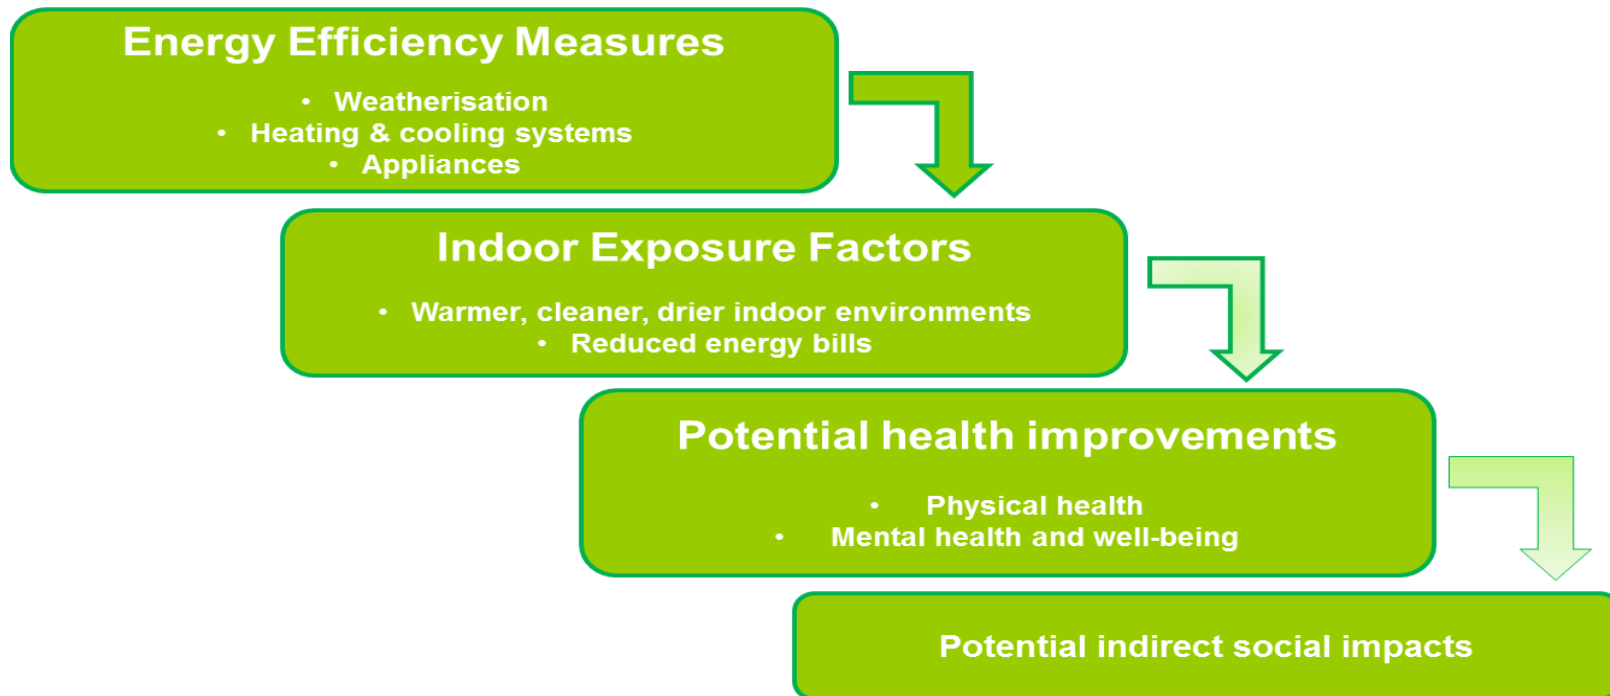 Energy Efficiency Measures
• Weatherisation
• Heating & cooling systems
• Appliances
Indoor Exposure Factors
• Warmer, cleaner, drier indoor environments
• Reduced energy bills
Potential health improvements
• Physical health
• Mental health and well-being
Potential indirect social impacts